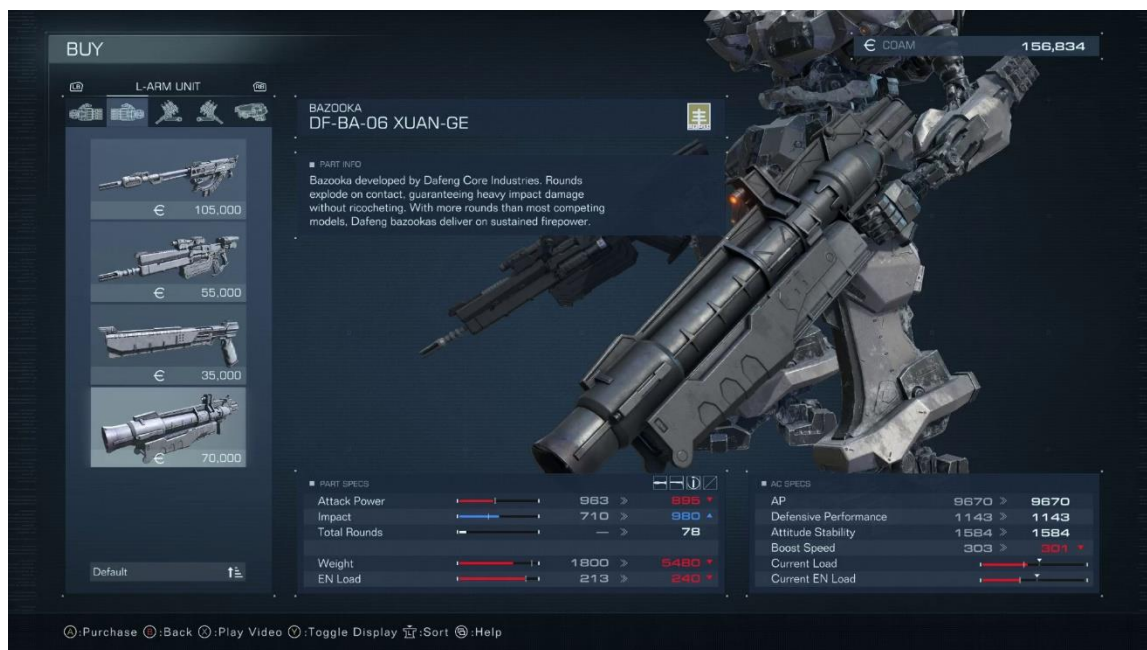 BUY
€ COAM 156,834
LB L-ARM UNIT RB
€ 105,000
€ 55,000
€ 35,000
€ 70,000
Default
BAZOOKA
DF-BA-06 XUAN-GE
■ PART INFO
Bazooka developed by Dafeng Core Industries. Rounds
explode on contact, guaranteeing heavy impact damage
without ricocheting. With more rounds than most competing
models, Dafeng bazookas deliver on sustained firepower.
■ PART SPECS
Attack Power 963 » 895 ▼
Impact 710 » 980 ▲
Total Rounds — » 78
Weight 1800 » 5480 ▼
EN Load 213 » 240 ▼
■ AC SPECS
AP 9670 » 9670
Defensive Performance 1143 » 1143
Attitude Stability 1584 » 1584
Boost Speed 303 » 301 ▼
Current Load
Current EN Load
A:Purchase B:Back X:Play Video Y:Toggle Display LT:Sort :Help